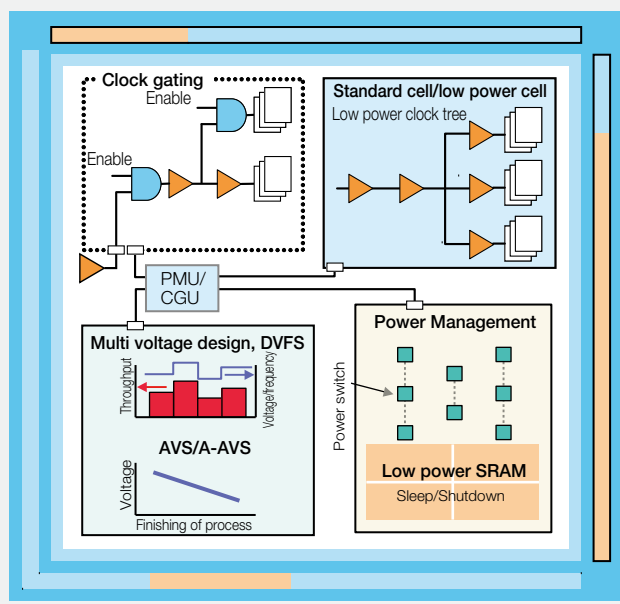 Clock gating
Enable
Enable
Standard cell/low power cell
Low power clock tree
PMU/
CGU
Multi voltage design, DVFS
Throughput
Voltage/frequency
AVS/A-AVS
Voltage
Finishing of process
Power Management
Power switch
Low power SRAM
Sleep/Shutdown